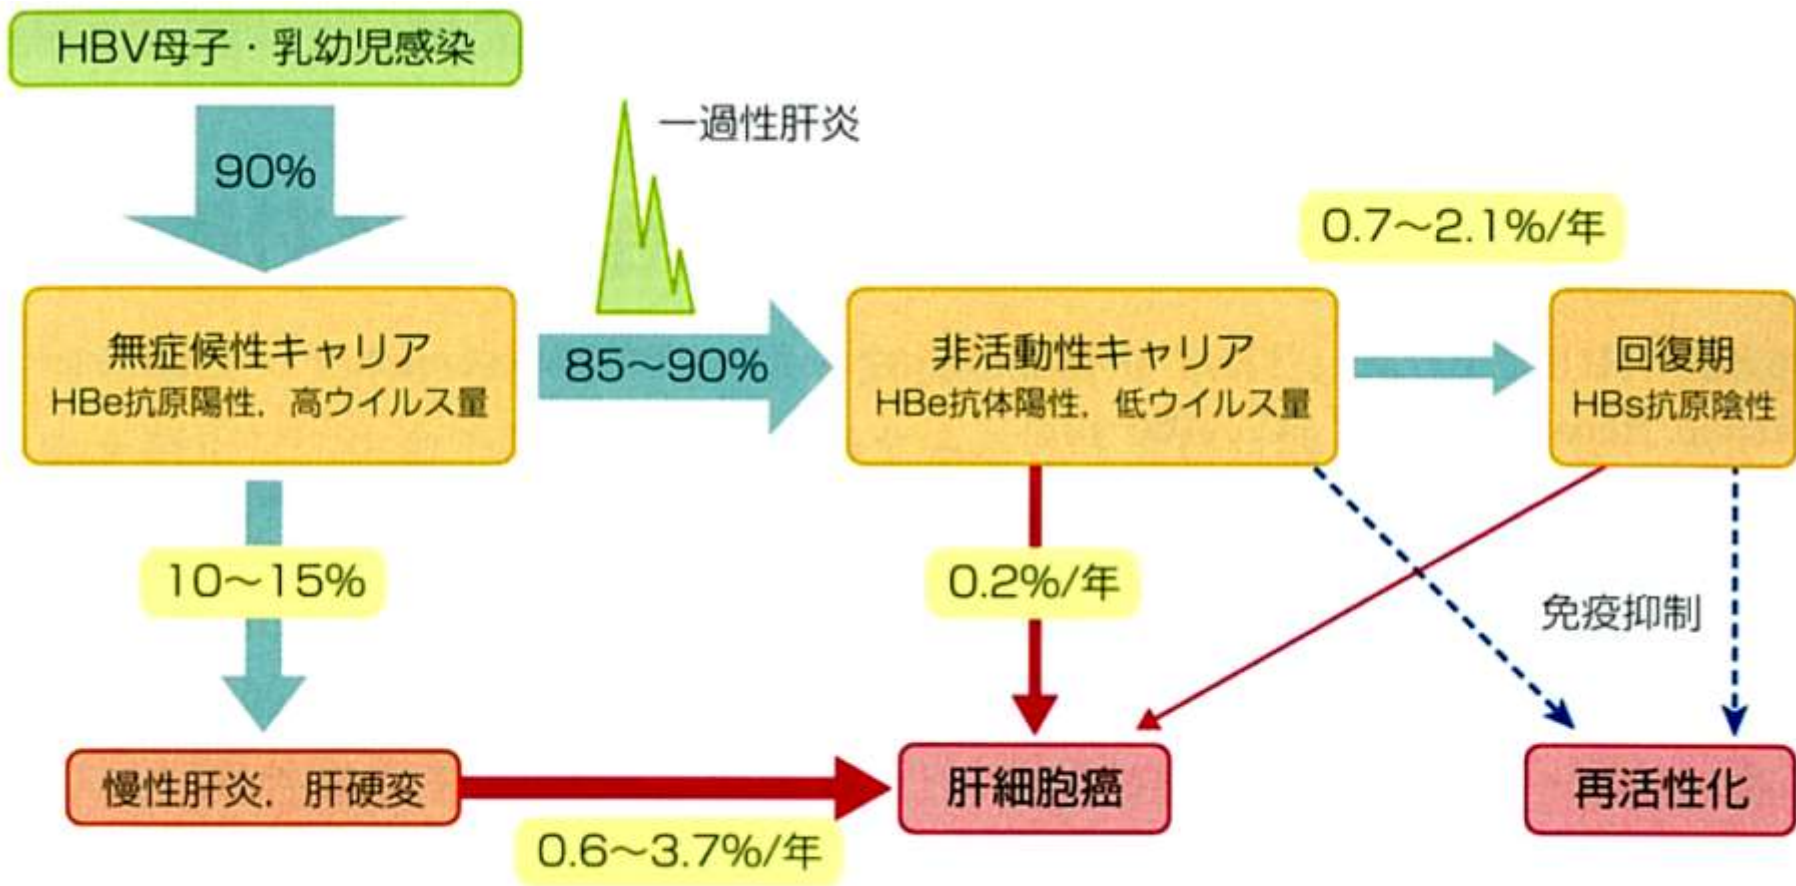 HBV母子・乳幼児感染
90%
一過性肝炎
0.7〜2.1%/年
無症候性キャリア
HBe抗原陽性，高ウイルス量
85〜90%
非活動性キャリア
HBe抗体陽性，低ウイルス量
回復期
HBs抗原陰性
10〜15%
0.2%/年
免疫抑制
慢性肝炎，肝硬変
肝細胞癌
再活性化
0.6〜3.7%/年